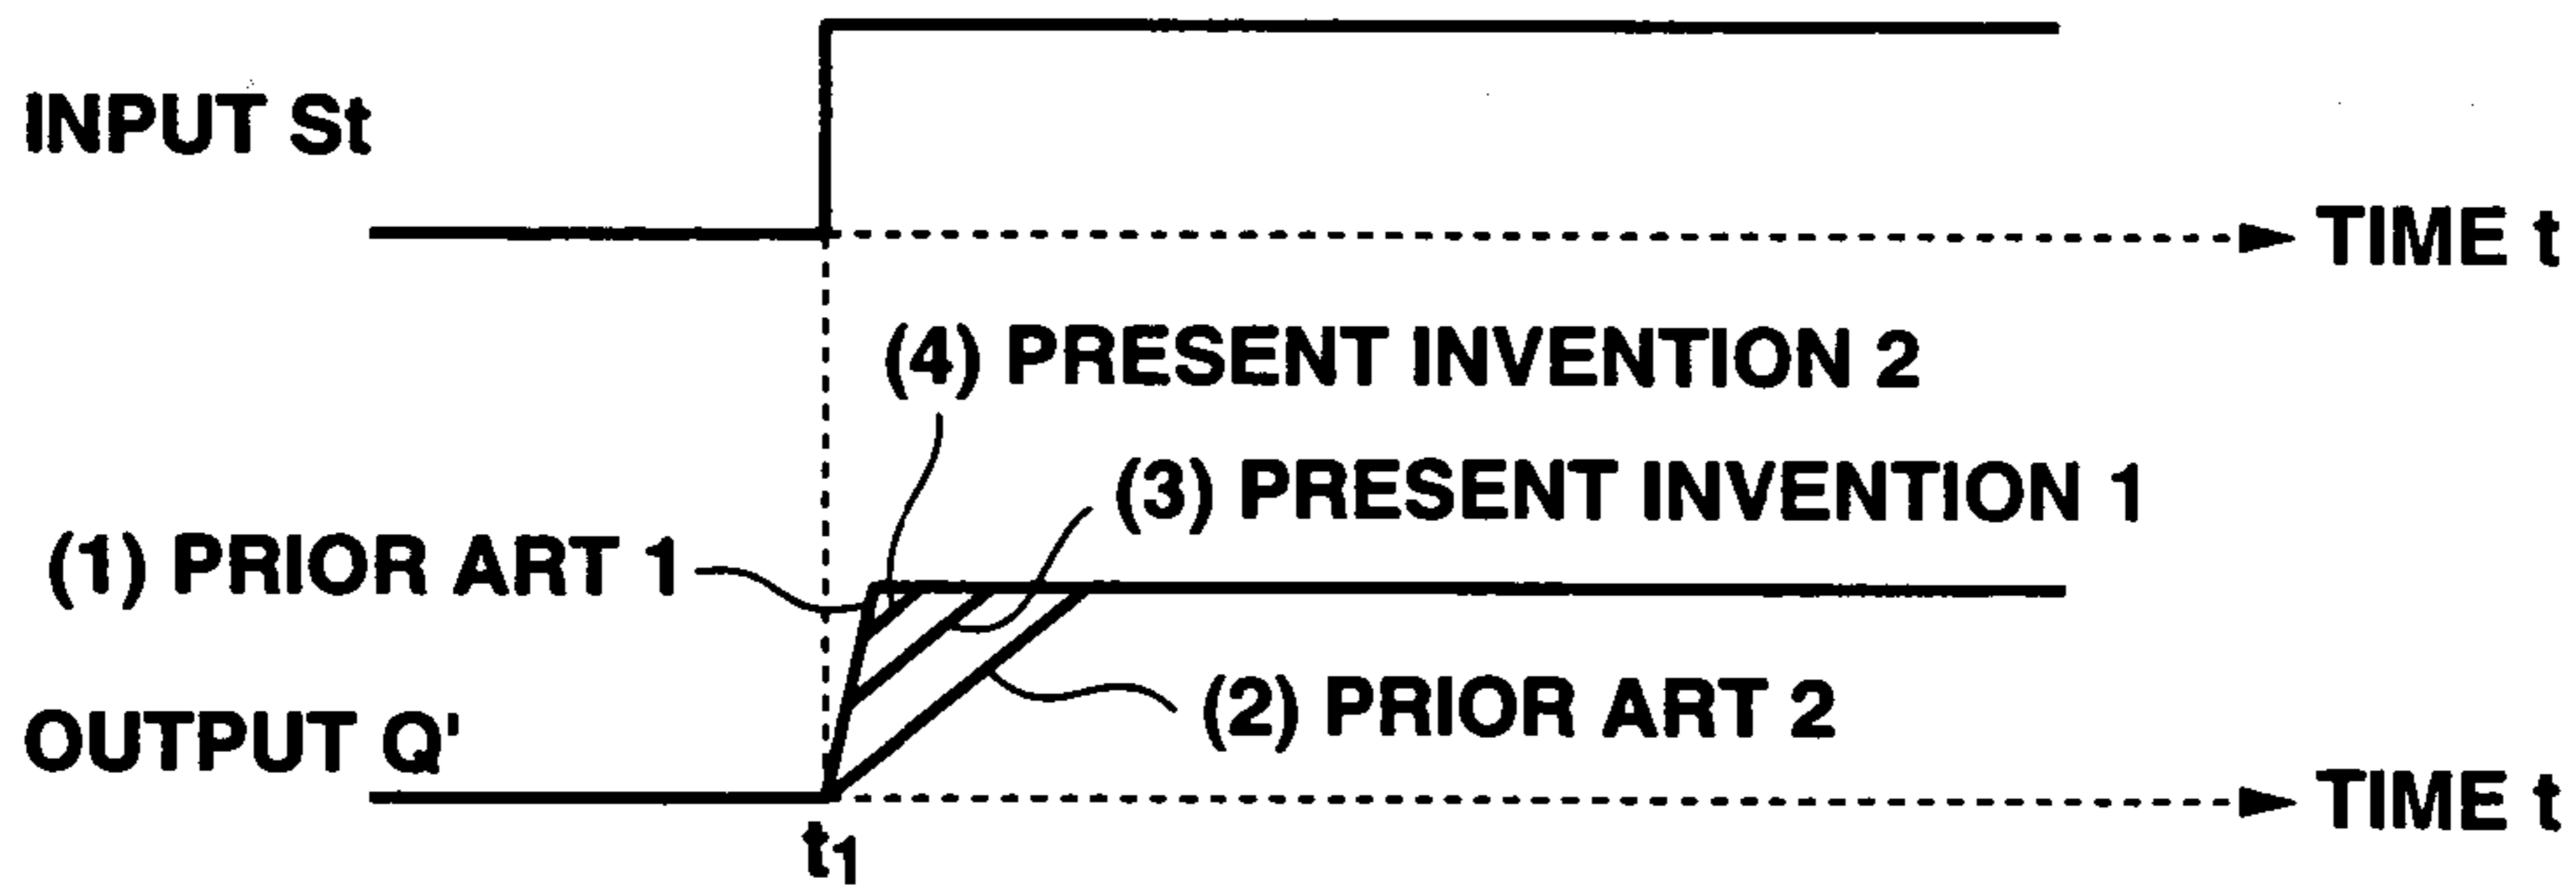 INPUT St
TIME t
(4) PRESENT INVENTION 2
(3) PRESENT INVENTION 1
(1) PRIOR ART 1
(2) PRIOR ART 2
OUTPUT Q'
TIME t
t1